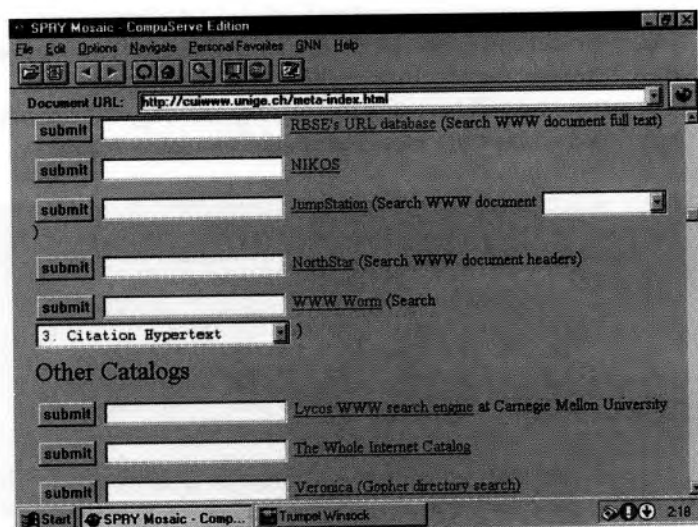 SPRY Mosaic - CompuServe Edition
File Edit Options Navigate Personal Favorites GNN Help
Document URL: http://cuiwww.unige.ch/meta-index.html
submit RBSE's URL database (Search WWW document full text)
submit NIKOS
submit JumpStation (Search WWW document
)
submit NorthStar (Search WWW document headers)
submit WWW Worm (Search
3. Citation Hypertext )
Other Catalogs
submit Lycos WWW search engine at Carnegie Mellon University
submit The Whole Internet Catalog
submit Veronica (Gopher directory search)
Start SPRY Mosaic - Comp... Trumpet Winsock 2:18